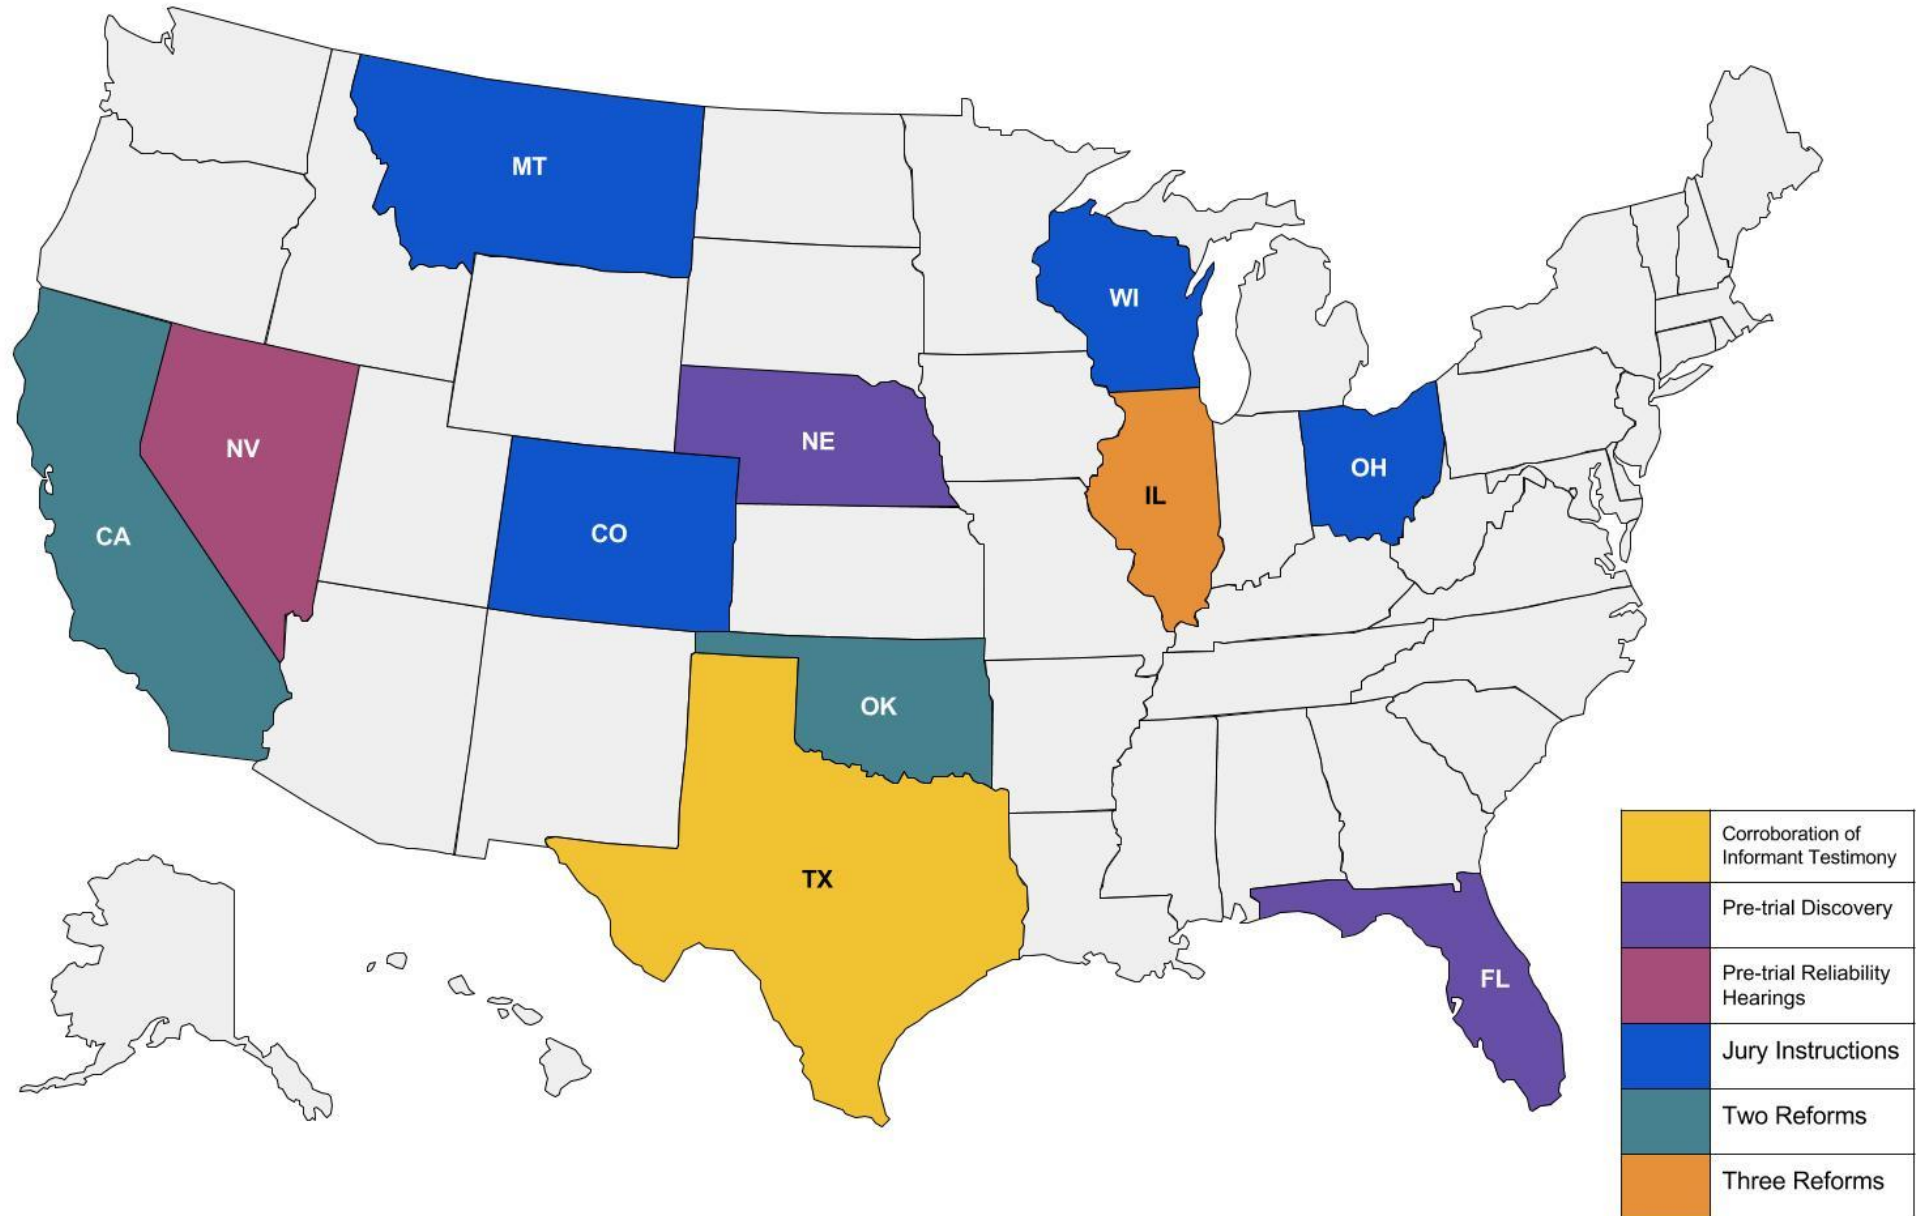 MT
WI
NE
NV
OH
IL
CO
CA
OK
TX
FL
Corroboration of
Informant Testimony
Pre-trial Discovery
Pre-trial Reliability
Hearings
Jury Instructions
Two Reforms
Three Reforms